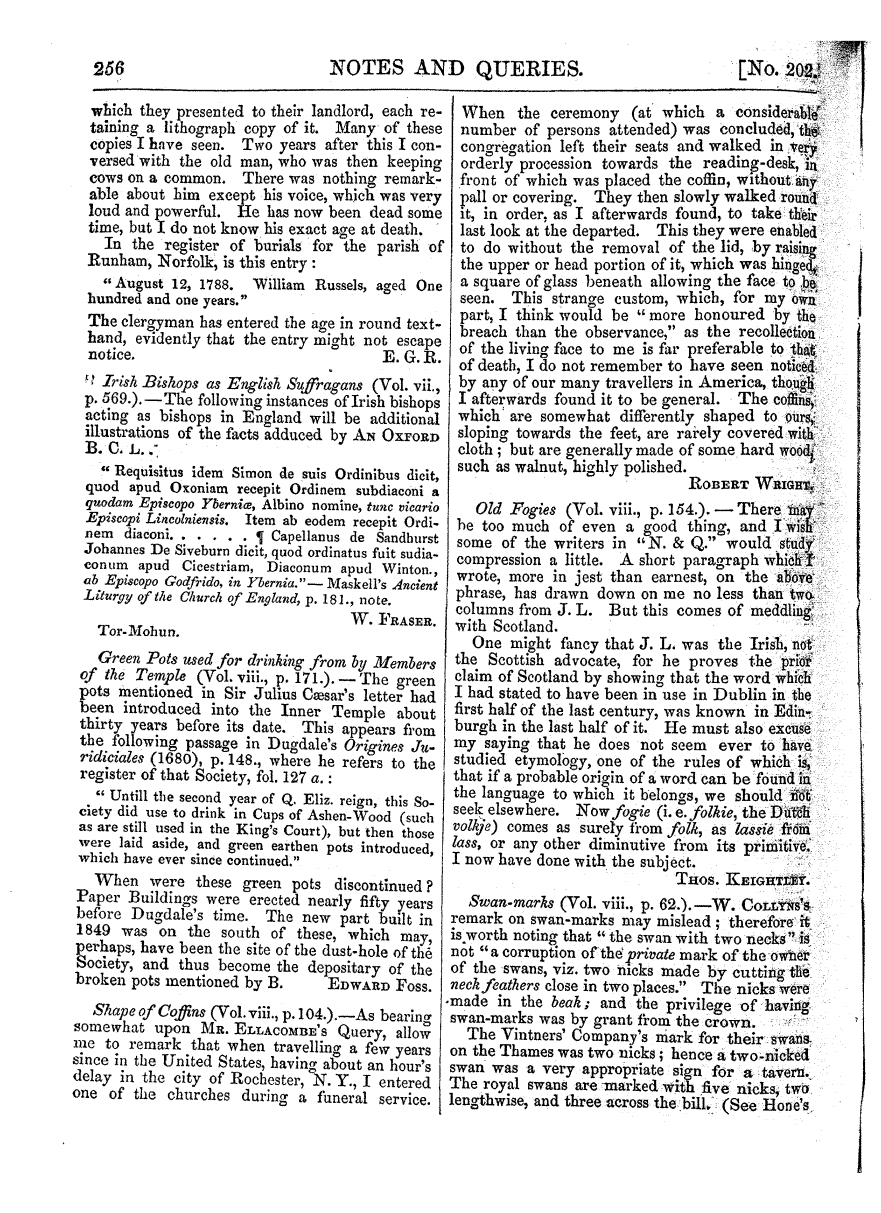 256 NOTES AND QUERIES. [No. 202.
which they presented to their landlord, each re-
taining a lithograph copy of it. Many of these
copies I have seen. Two years after this I con-
versed with the old man, who was then keeping
cows on a common. There was nothing remark-
able about him except his voice, which was very
loud and powerful. He has now been dead some
time, but I do not know his exact age at death.
In the register of burials for the parish of
Runham, Norfolk, is this entry:
"August 12, 1788. William Russels, aged One
hundred and one years."
The clergyman has entered the age in round text-
hand, evidently that the entry might not escape
notice. E. G. R.
Irish Bishops as English Suffragans (Vol. vii.,
p. 569.).—The following instances of Irish bishops
acting as bishops in England will be additional
illustrations of the facts adduced by AN OXFORD
B. C. L.:
"Requisitus idem Simon de suis Ordinibus dicit,
quod apud Oxoniam recepit Ordinem subdiaconi a
quodam Episcopo Yberniæ, Albino nomine, tunc vicario
Episcopi Lincolniensis. Item ab eodem recepit Ordi-
nem diaconi. . . . . . ¶ Capellanus de Sandhurst
Johannes De Siveburn dicit, quod ordinatus fuit sudia-
conum apud Cicestriam, Diaconum apud Winton.,
ab Episcopo Godfrido, in Ybernia."—Maskell's Ancient
Liturgy of the Church of England, p. 181., note.
W. FRASER.
Tor-Mohun.
Green Pots used for drinking from by Members
of the Temple (Vol. viii., p. 171.).—The green
pots mentioned in Sir Julius Cæsar's letter had
been introduced into the Inner Temple about
thirty years before its date. This appears from
the following passage in Dugdale's Origines Ju-
ridiciales (1680), p. 148., where he refers to the
register of that Society, fol. 127 a.:
"Untill the second year of Q. Eliz. reign, this So-
ciety did use to drink in Cups of Ashen-Wood (such
as are still used in the King's Court), but then those
were laid aside, and green earthen pots introduced,
which have ever since continued."
When were these green pots discontinued?
Paper Buildings were erected nearly fifty years
before Dugdale's time. The new part built in
1849 was on the south of these, which may,
perhaps, have been the site of the dust-hole of the
Society, and thus become the depositary of the
broken pots mentioned by B. EDWARD FOSS.
Shape of Coffins (Vol. viii., p. 104.).—As bearing
somewhat upon MR. ELLACOMBE'S Query, allow
me to remark that when travelling a few years
since in the United States, having about an hour's
delay in the city of Rochester, N. Y., I entered
one of the churches during a funeral service.
When the ceremony (at which a considerable
number of persons attended) was concluded, the
congregation left their seats and walked in very
orderly procession towards the reading-desk, in
front of which was placed the coffin, without any
pall or covering. They then slowly walked round
it, in order, as I afterwards found, to take their
last look at the departed. This they were enabled
to do without the removal of the lid, by raising
the upper or head portion of it, which was hinged,
a square of glass beneath allowing the face to be
seen. This strange custom, which, for my own
part, I think would be "more honoured by the
breach than the observance," as the recollection
of the living face to me is far preferable to that
of death, I do not remember to have seen noticed
by any of our many travellers in America, though
I afterwards found it to be general. The coffins,
which are somewhat differently shaped to ours,
sloping towards the feet, are rarely covered with
cloth; but are generally made of some hard wood,
such as walnut, highly polished.
ROBERT WRIGHT.
Old Fogies (Vol. viii., p. 154.).—There may
be too much of even a good thing, and I wish
some of the writers in "N. & Q." would study
compression a little. A short paragraph which I
wrote, more in jest than earnest, on the above
phrase, has drawn down on me no less than two
columns from J. L. But this comes of meddling
with Scotland.
One might fancy that J. L. was the Irish, not
the Scottish advocate, for he proves the prior
claim of Scotland by showing that the word which
I had stated to have been in use in Dublin in the
first half of the last century, was known in Edin-
burgh in the last half of it. He must also excuse
my saying that he does not seem ever to have
studied etymology, one of the rules of which is,
that if a probable origin of a word can be found in
the language to which it belongs, we should not
seek elsewhere. Now fogie (i. e. folkie, the Dutch
volkje) comes as surely from folk, as lassie from
lass, or any other diminutive from its primitive.
I now have done with the subject.
THOS. KEIGHTLEY.
Swan-marks (Vol. viii., p. 62.).—W. COLLYNS'S
remark on swan-marks may mislead; therefore it
is worth noting that "the swan with two necks" is
not "a corruption of the private mark of the owner
of the swans, viz. two nicks made by cutting the
neck feathers close in two places." The nicks were
made in the beak; and the privilege of having
swan-marks was by grant from the crown.
The Vintners' Company's mark for their swans
on the Thames was two nicks; hence a two-nicked
swan was a very appropriate sign for a tavern.
The royal swans are marked with five nicks, two
lengthwise, and three across the bill. (See Hone's